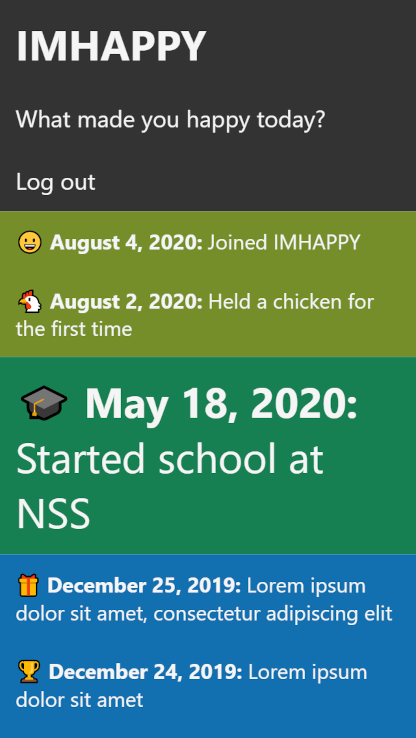 IMHAPPY
What made you happy today?
Log out
😀 August 4, 2020: Joined IMHAPPY
🐔 August 2, 2020: Held a chicken for
the first time
🎓 May 18, 2020:
Started school at
NSS
🎁 December 25, 2019: Lorem ipsum
dolor sit amet, consectetur adipiscing elit
🏆 December 24, 2019: Lorem ipsum
dolor sit amet